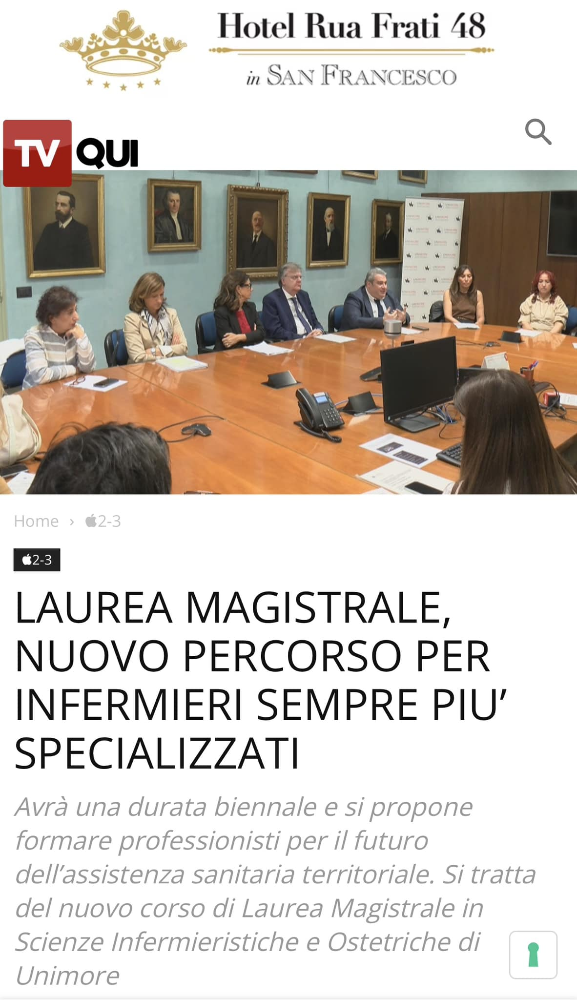 Hotel Rua Frati 48
in SAN FRANCESCO
TV QUI
Home › 2-3
2-3
LAUREA MAGISTRALE,
NUOVO PERCORSO PER
INFERMIERI SEMPRE PIU’
SPECIALIZZATI
Avrà una durata biennale e si propone
formare professionisti per il futuro
dell’assistenza sanitaria territoriale. Si tratta
del nuovo corso di Laurea Magistrale in
Scienze Infermieristiche e Ostetriche di
Unimore